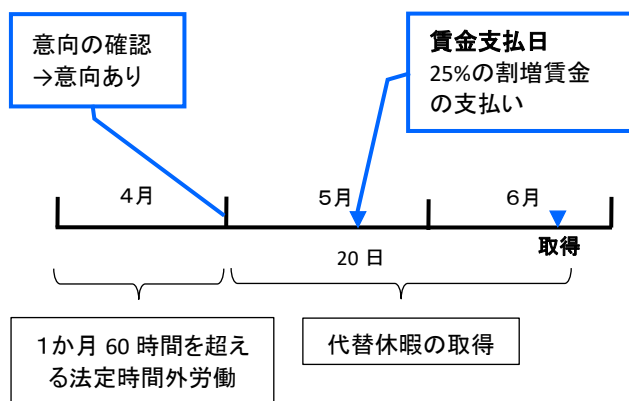 意向の確認
→意向あり
賃金支払日
25%の割増賃金
の支払い
4月
5月
6月
20 日
取得
1か月 60 時間を超え
る法定時間外労働
代替休暇の取得